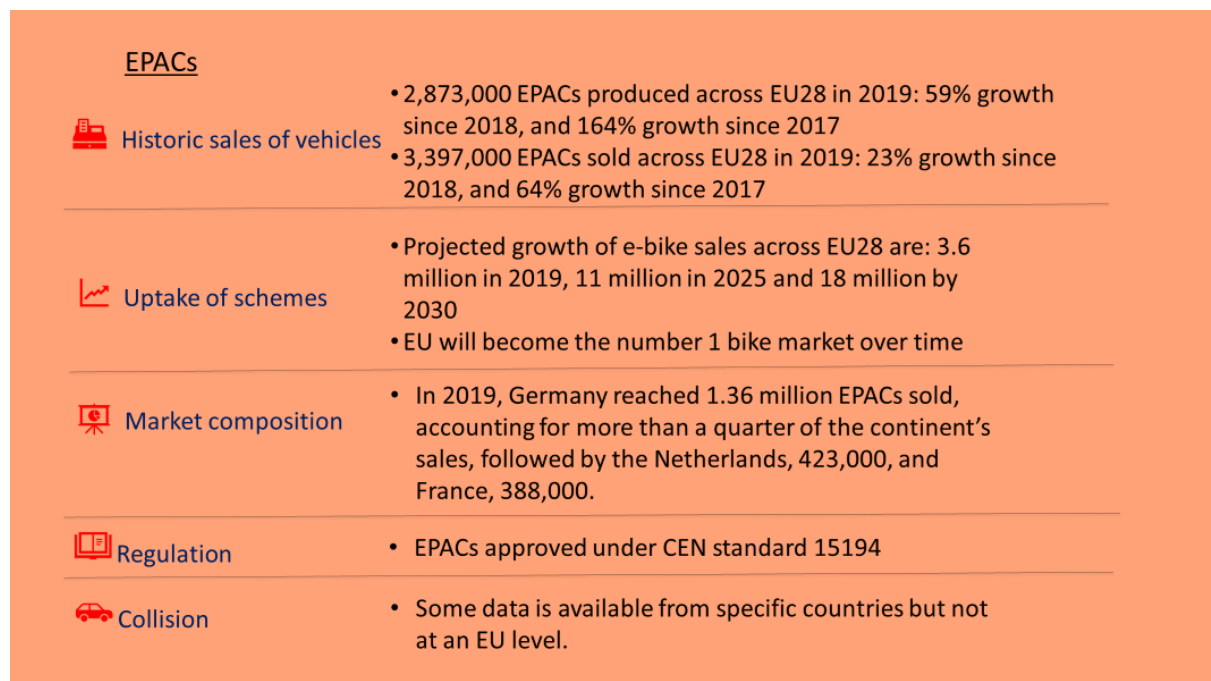 EPACs
Historic sales of vehicles
•2,873,000 EPACs produced across EU28 in 2019: 59% growth
since 2018, and 164% growth since 2017
•3,397,000 EPACs sold across EU28 in 2019: 23% growth since
2018, and 64% growth since 2017
Uptake of schemes
•Projected growth of e-bike sales across EU28 are: 3.6
million in 2019, 11 million in 2025 and 18 million by
2030
•EU will become the number 1 bike market over time
Market composition
• In 2019, Germany reached 1.36 million EPACs sold,
accounting for more than a quarter of the continent’s
sales, followed by the Netherlands, 423,000, and
France, 388,000.
Regulation
• EPACs approved under CEN standard 15194
Collision
• Some data is available from specific countries but not
at an EU level.